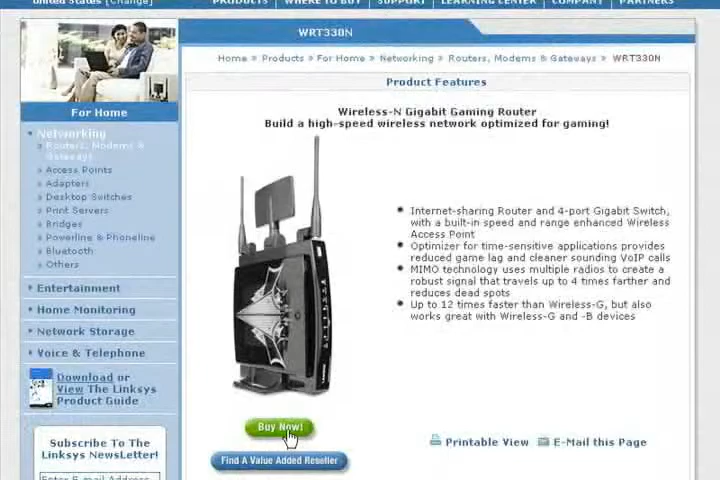 United States [Change]
PRODUCTS
WHERE TO BUY
SUPPORT
LEARNING CENTER
COMPANY
PARTNERS
WRT330N
Home » Products » For Home » Networking » Routers, Modems & Gateways » WRT330N
Product Features
For Home
Networking
» Routers, Modems &
Gateways
» Access Points
» Adapters
» Desktop Switches
» Print Servers
» Bridges
» Powerline & Phoneline
» Bluetooth
» Others
Entertainment
Home Monitoring
Network Storage
Voice & Telephone
Download or
View The Linksys
Product Guide
Subscribe To The
Linksys NewsLetter!
Enter E-mail Address
Wireless-N Gigabit Gaming Router
Build a high-speed wireless network optimized for gaming!
Internet-sharing Router and 4-port Gigabit Switch,
with a built-in speed and range enhanced Wireless
Access Point
Optimizer for time-sensitive applications provides
reduced game lag and cleaner sounding VoIP calls
MIMO technology uses multiple radios to create a
robust signal that travels up to 4 times farther and
reduces dead spots
Up to 12 times faster than Wireless-G, but also
works great with Wireless-G and -B devices
Buy Now!
Find A Value Added Reseller
Printable View
E-Mail this Page